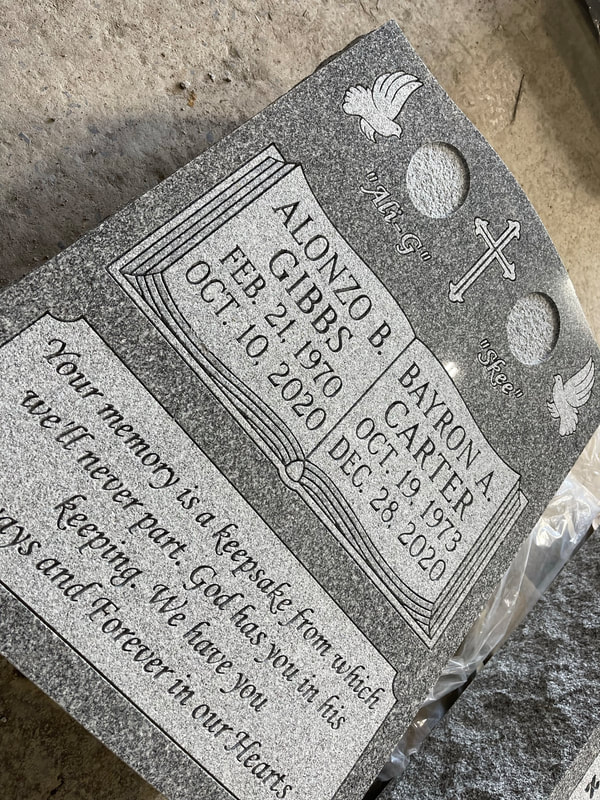 "Ali-G"
"Skee"
ALONZO B.
GIBBS
FEB. 21, 1970
OCT. 10, 2020
BAYRON A.
CARTER
OCT. 19, 1973
DEC. 28, 2020
Your memory is a keepsake from which
we'll never part. God has you in his
keeping. We have you
and Forever in our Hearts